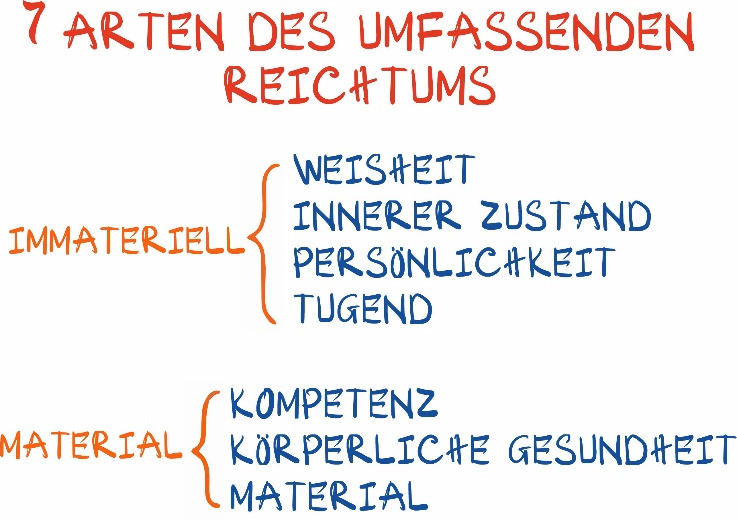 7 ARTEN DES UMFASSENDEN
REICHTUMS
IMMATERIELL
WEISHEIT
INNERER ZUSTAND
PERSÖNLICHKEIT
TUGEND
MATERIAL
KOMPETENZ
KÖRPERLICHE GESUNDHEIT
MATERIAL